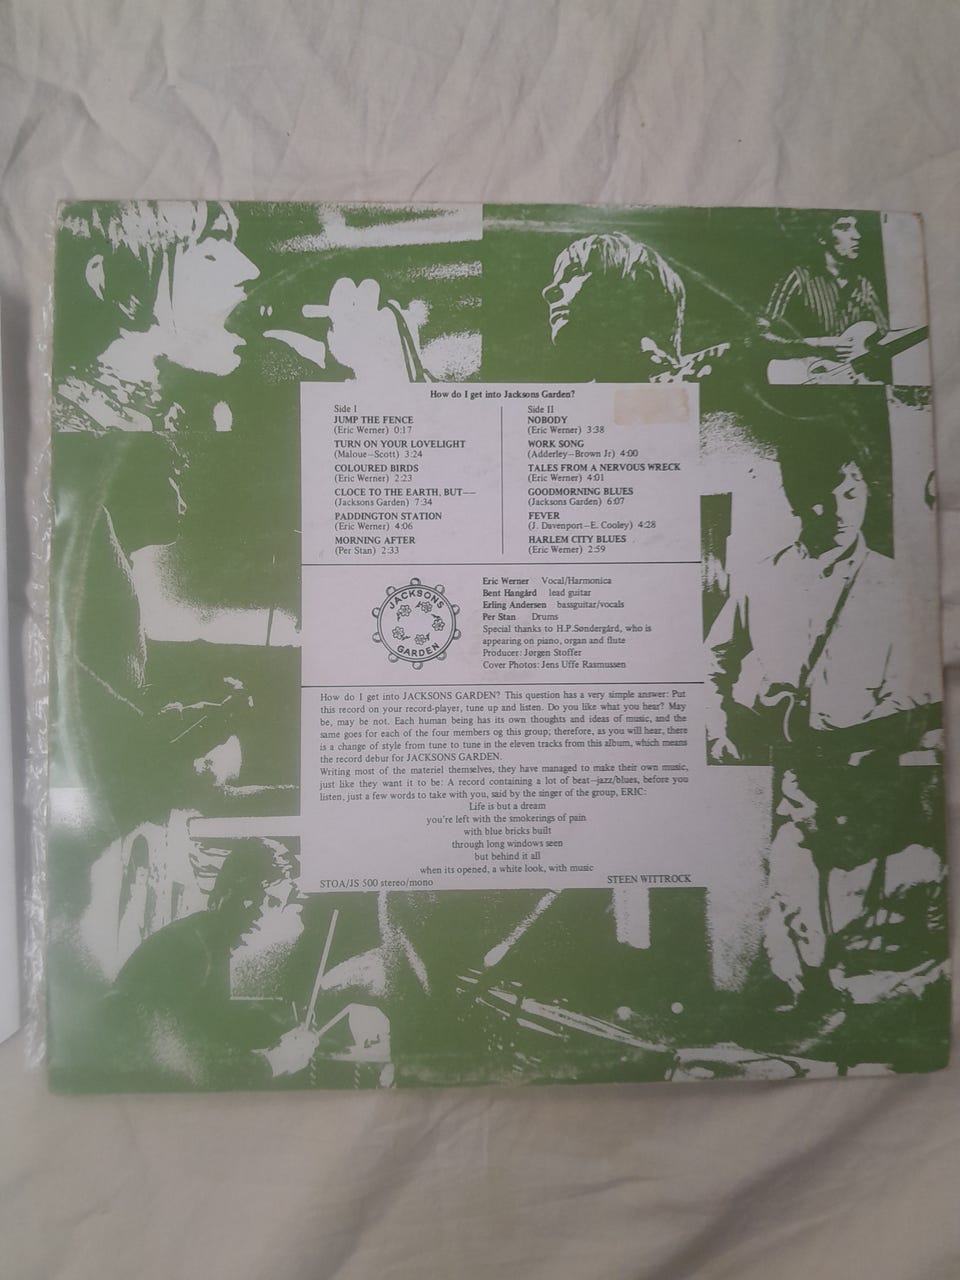 How do I get into Jacksons Garden?
Side I
JUMP THE FENCE
(Eric Werner) 0:17
TURN ON YOUR LOVELIGHT
(Maloue—Scott) 3:24
COLOURED BIRDS
(Eric Werner) 2:23
CLOCE TO THE EARTH, BUT——
(Jacksons Garden) 7:34
PADDINGTON STATION
(Eric Werner) 4:06
MORNING AFTER
(Per Stan) 2:33
Side II
NOBODY
(Eric Werner) 3:38
WORK SONG
(Adderley—Brown Jr) 4:00
TALES FROM A NERVOUS WRECK
(Eric Werner) 4:01
GOODMORNING BLUES
(Jacksons Garden) 6:07
FEVER
(J. Davenport—E. Cooley) 4:28
HARLEM CITY BLUES
(Eric Werner) 2:59
JACKSONS
GARDEN
Eric Werner Vocal/Harmonica
Bent Hangård lead guitar
Erling Andersen bassguitar/vocals
Per Stan Drums
Special thanks to H.P.Søndergård, who is
appearing on piano, organ and flute
Producer: Jørgen Stoffer
Cover Photos: Jens Uffe Rasmussen
How do I get into JACKSONS GARDEN? This question has a very simple answer: Put
this record on your record-player, tune up and listen. Do you like what you hear? May
be, may be not. Each human being has its own thoughts and ideas of music, and the
same goes for each of the four members og this group; therefore, as you will hear, there
is a change of style from tune to tune in the eleven tracks from this album, which means
the record debur for JACKSONS GARDEN.
Writing most of the materiel themselves, they have managed to make their own music,
just like they want it to be: A record containing a lot of beat—jazz/blues, before you
listen, just a few words to take with you, said by the singer of the group, ERIC:
Life is but a dream
you're left with the smokerings of pain
with blue bricks built
through long windows seen
but behind it all
when its opened, a white look, with music
STOA/JS 500 stereo/mono
STEEN WITTROCK